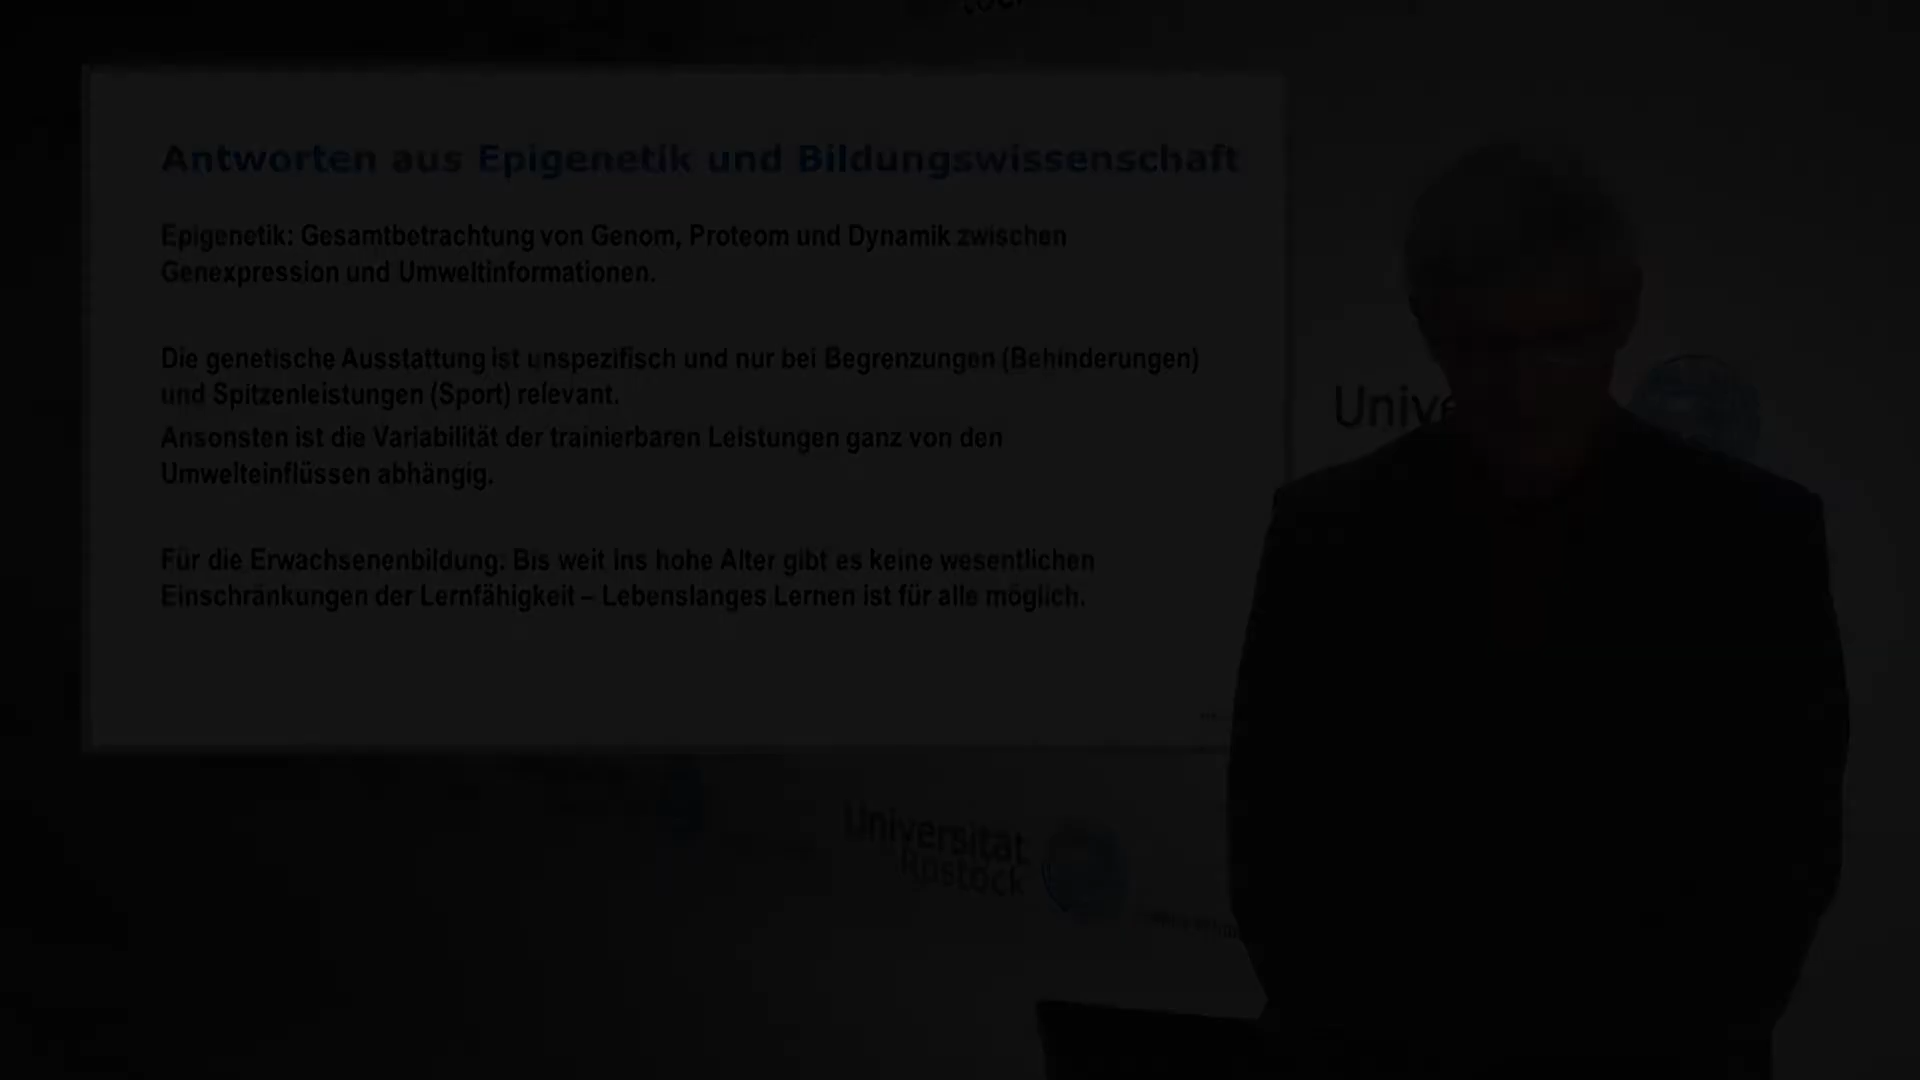 Antworten aus Epigenetik und Bildungswissenschaft
Epigenetik: Gesamtbetrachtung von Genom, Proteom und Dynamik zwischen
Genexpression und Umweltinformationen.
Die genetische Ausstattung ist unspezifisch und nur bei Begrenzungen (Behinderungen)
und Spitzenleistungen (Sport) relevant.
Ansonsten ist die Variabilität der trainierbaren Leistungen ganz von den
Umwelteinflüssen abhängig.
Für die Erwachsenenbildung: Bis weit ins hohe Alter gibt es keine wesentlichen
Einschränkungen der Lernfähigkeit – Lebenslanges Lernen ist für alle möglich.
Unive
Universität
Rostock